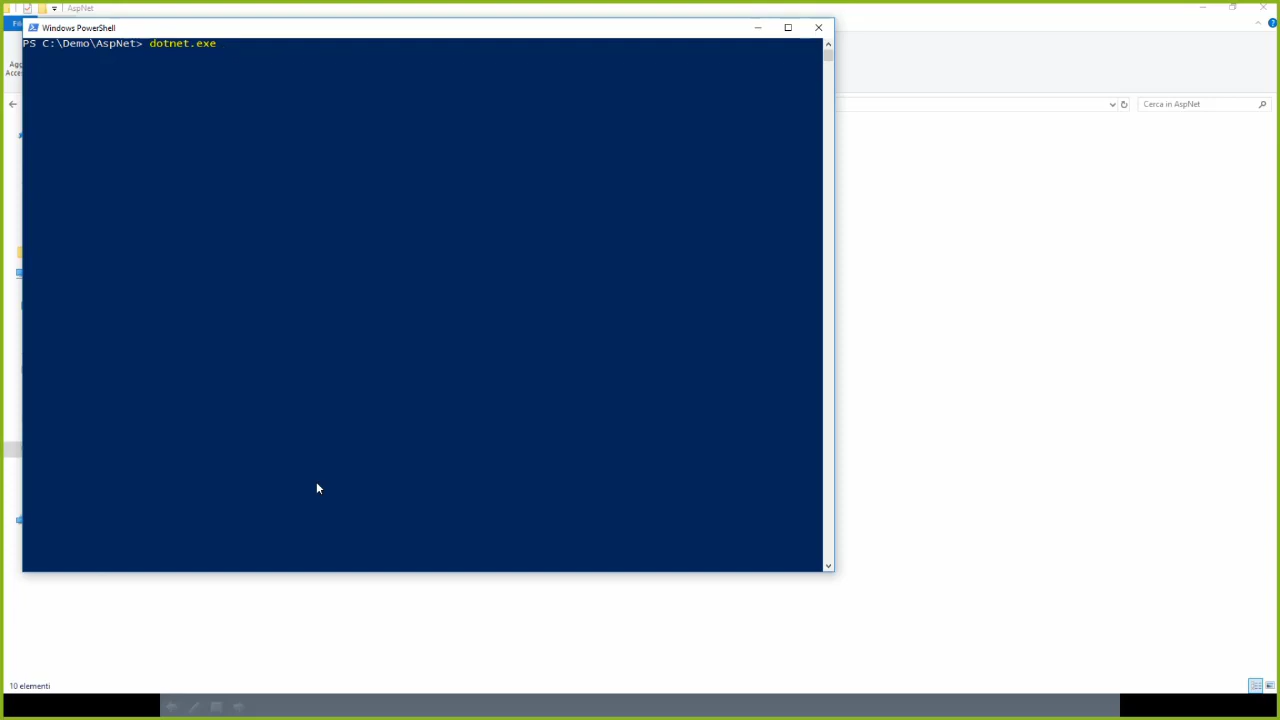 AspNet
Windows PowerShell
PS C:\Demo\AspNet> dotnet.exe
Cerca in AspNet
10 elementi